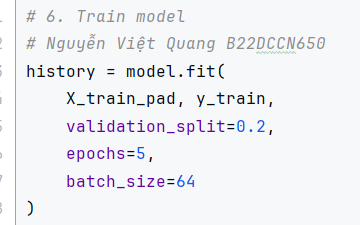 # 6. Train model
# Nguyễn Việt Quang B22DCCN650
history = model.fit(
    X_train_pad, y_train,
    validation_split=0.2,
    epochs=5,
    batch_size=64
)